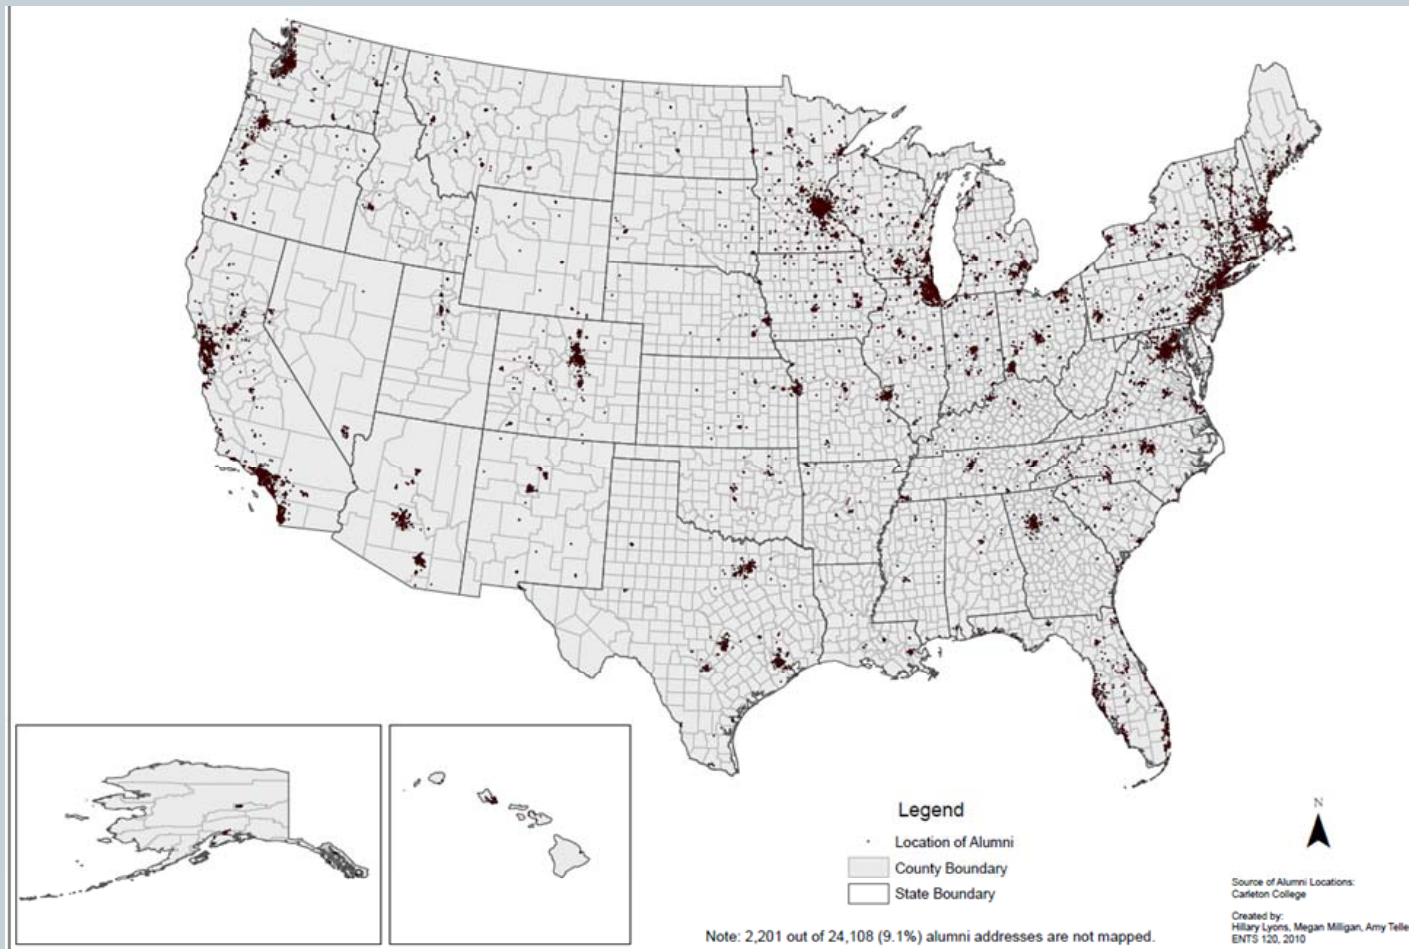 Legend
Location of Alumni
County Boundary
State Boundary
N
Source of Alumni Locations:
Carleton College
Created by:
Hillary Lyons, Megan Milligan, Amy Telle
ENTS 120, 2010
Note: 2,201 out of 24,108 (9.1%) alumni addresses are not mapped.